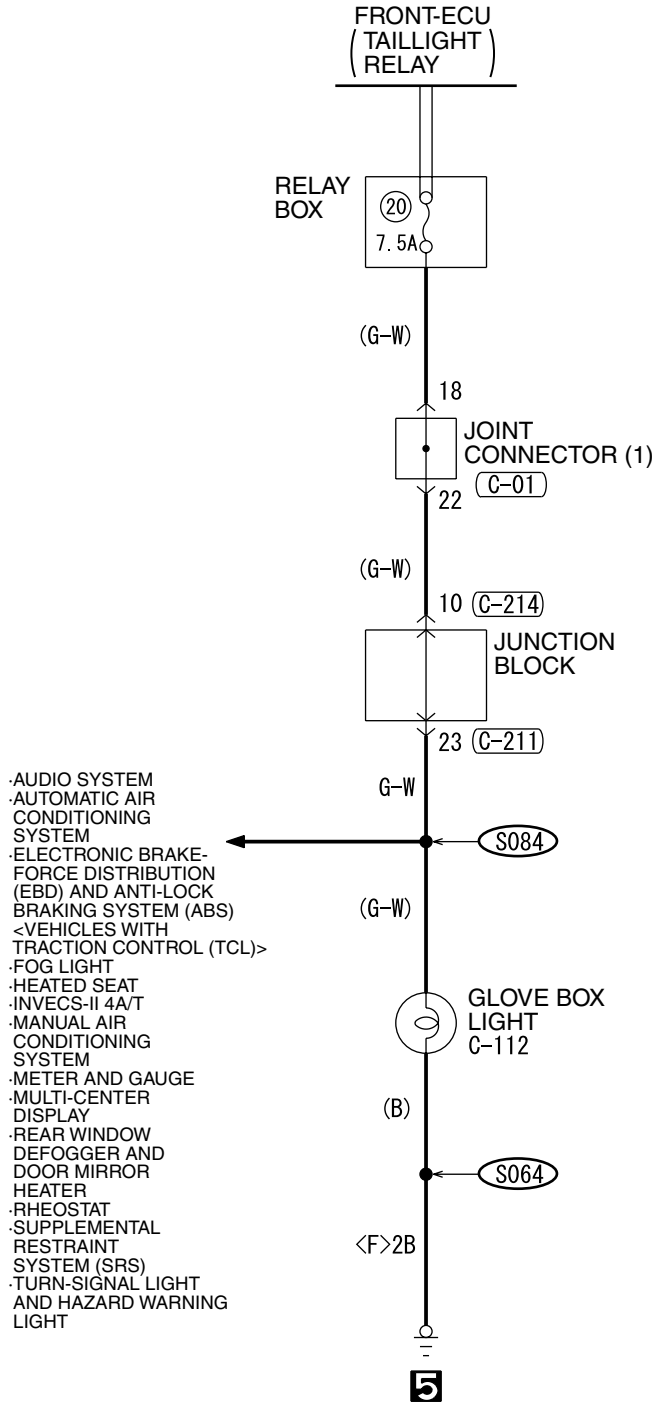 FRONT-ECU
( TAILLIGHT
RELAY )
RELAY
BOX
20
7.5A
(G-W)
18
JOINT
CONNECTOR (1)
C-01
22
(G-W)
10 C-214
JUNCTION
BLOCK
23 C-211
G-W
·AUDIO SYSTEM
·AUTOMATIC AIR
CONDITIONING
SYSTEM
·ELECTRONIC BRAKE-
FORCE DISTRIBUTION
(EBD) AND ANTI-LOCK
BRAKING SYSTEM (ABS)
<VEHICLES WITH
TRACTION CONTROL (TCL)>
·FOG LIGHT
·HEATED SEAT
·INVECS-II 4A/T
·MANUAL AIR
CONDITIONING
SYSTEM
·METER AND GAUGE
·MULTI-CENTER
DISPLAY
·REAR WINDOW
DEFOGGER AND
DOOR MIRROR
HEATER
·RHEOSTAT
·SUPPLEMENTAL
RESTRAINT
SYSTEM (SRS)
·TURN-SIGNAL LIGHT
AND HAZARD WARNING
LIGHT
S084
(G-W)
GLOVE BOX
LIGHT
C-112
(B)
S064
<F>2B
5